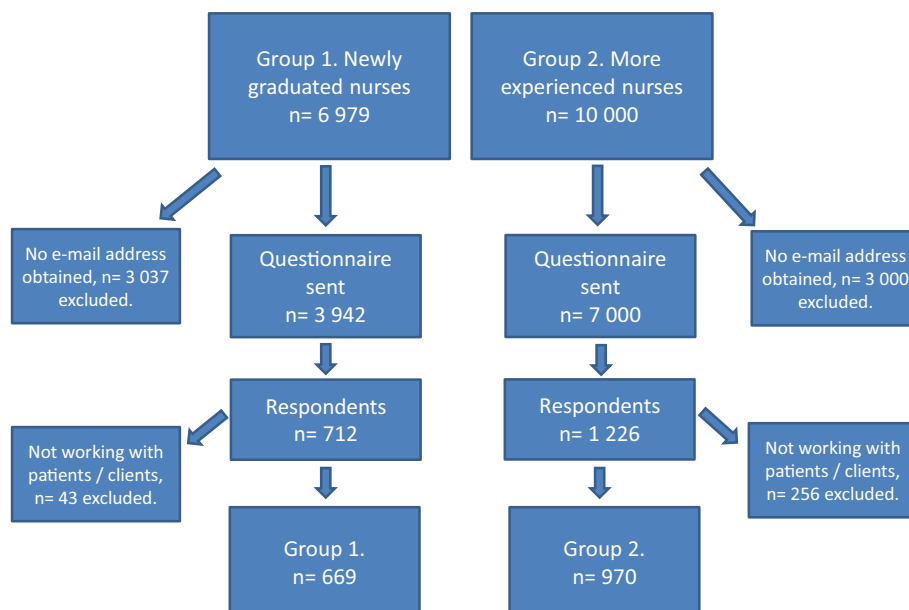 Group 1. Newly
graduated nurses
n= 6 979
Group 2. More
experienced nurses
n= 10 000
No e-mail address
obtained, n= 3 037
excluded.
Questionnaire
sent
n= 3 942
Questionnaire
sent
n= 7 000
No e-mail address
obtained, n= 3 000
excluded.
Respondents
n= 712
Respondents
n= 1 226
Not working with
patients / clients,
n= 43 excluded.
Not working with
patients / clients,
n= 256 excluded.
Group 1.
n= 669
Group 2.
n= 970